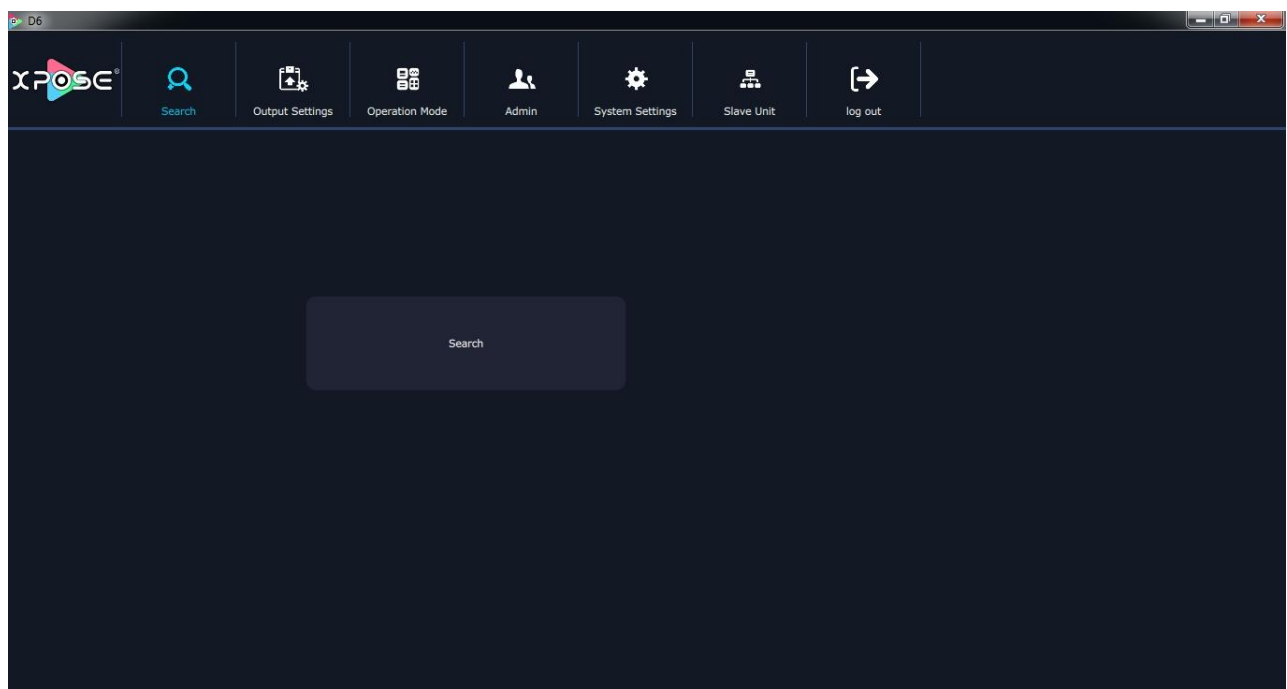 D6
XPOSE®
Search
Output Settings
Operation Mode
Admin
System Settings
Slave Unit
log out
Search